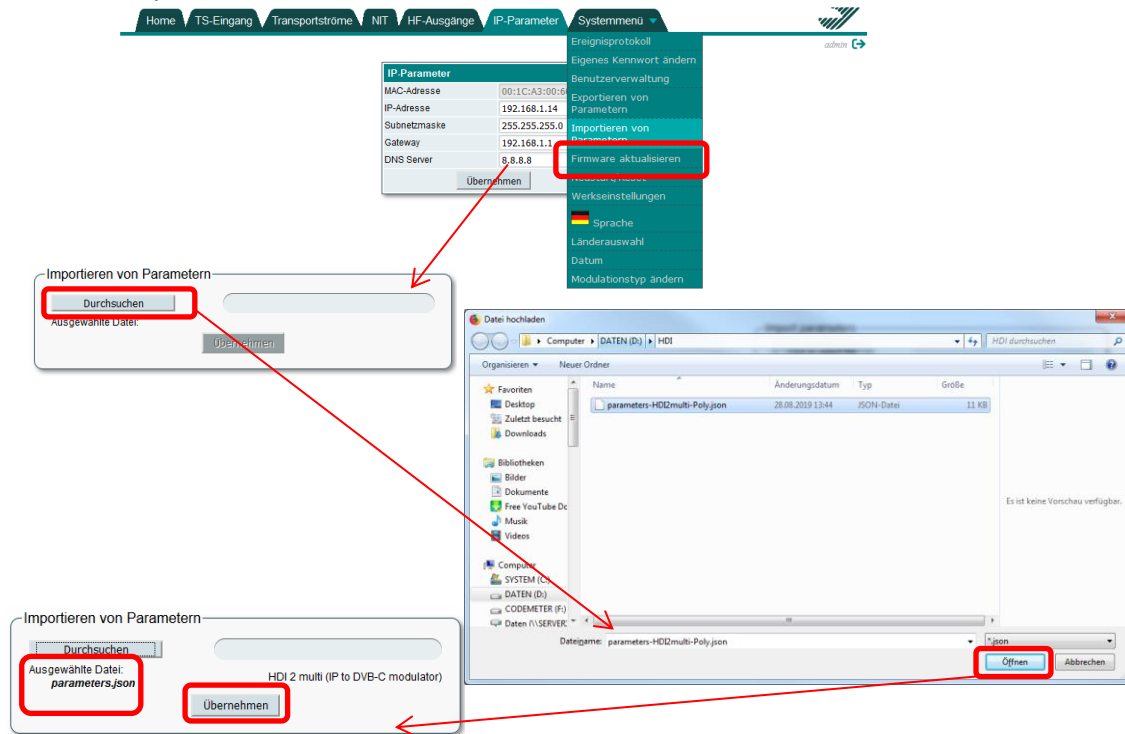 Home TS-Eingang Transportströme NIT HF-Ausgänge IP-Parameter Systemmenü
admin
Ereignisprotokoll
Eigenes Kennwort ändern
Benutzerverwaltung
Exportieren von
Parametern
Importieren von
Parametern
Firmware aktualisieren
Neustart/Reset
Werkseinstellungen
Sprache
Länderauswahl
Datum
Modulationstyp ändern
IP-Parameter
MAC-Adresse 00:1C:A3:00:6
IP-Adresse 192.168.1.14
Subnetzmaske 255.255.255.0
Gateway 192.168.1.1
DNS Server 8.8.8.8
Übernehmen
Importieren von Parametern
Durchsuchen
Ausgewählte Datei:
Übernehmen
Datei hochladen
Computer DATEN (D:) HDI
HDI durchsuchen
Organisieren Neuer Ordner
Name Änderungsdatum Typ Größe
parameters-HDI2multi-Poly.json 28.08.2019 13:44 JSON-Datei 11 KB
Favoriten
Desktop
Zuletzt besucht
Downloads
Bibliotheken
Bilder
Dokumente
Free YouTube Dc
Musik
Videos
Computer
SYSTEM (C:)
DATEN (D:)
CODEMETER (F:)
Daten (\\SERVER:
Es ist keine Vorschau verfügbar.
Dateiname: parameters-HDI2multi-Poly.json
*.json
Öffnen Abbrechen
Importieren von Parametern
Durchsuchen
Ausgewählte Datei:
parameters.json
HDI 2 multi (IP to DVB-C modulator)
Übernehmen